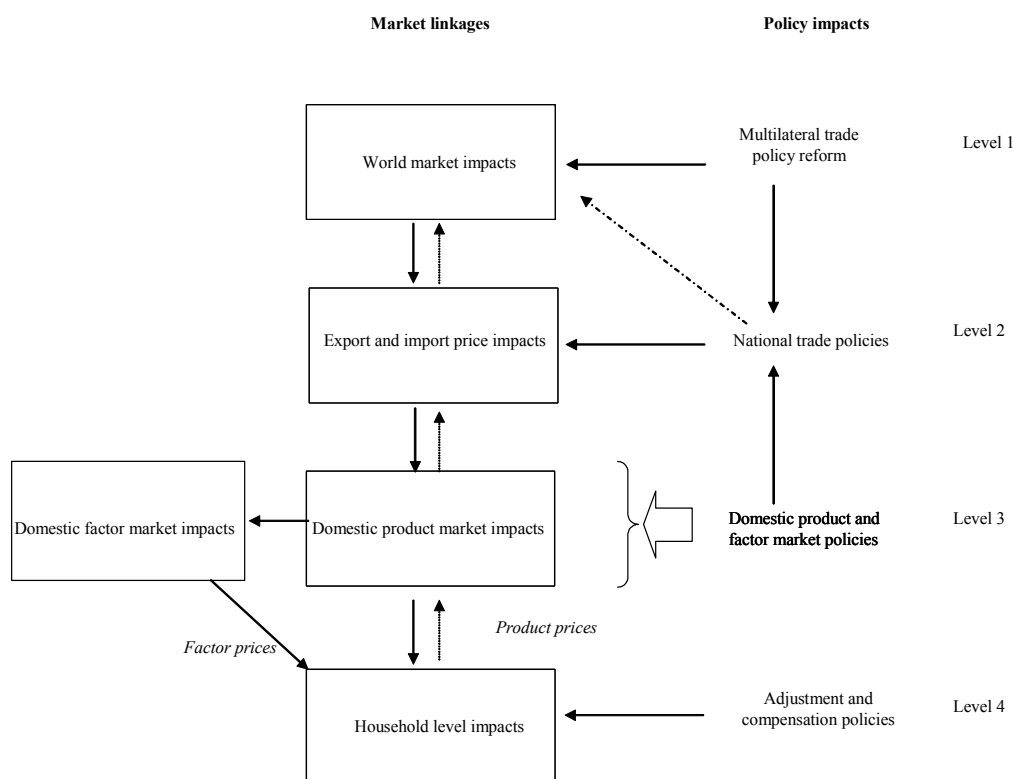 Market linkages
Policy impacts
World market impacts
Multilateral trade
policy reform
Level 1
Export and import price impacts
National trade policies
Level 2
Domestic factor market impacts
Domestic product market impacts
Domestic product and
factor market policies
Level 3
Factor prices
Product prices
Household level impacts
Adjustment and
compensation policies
Level 4